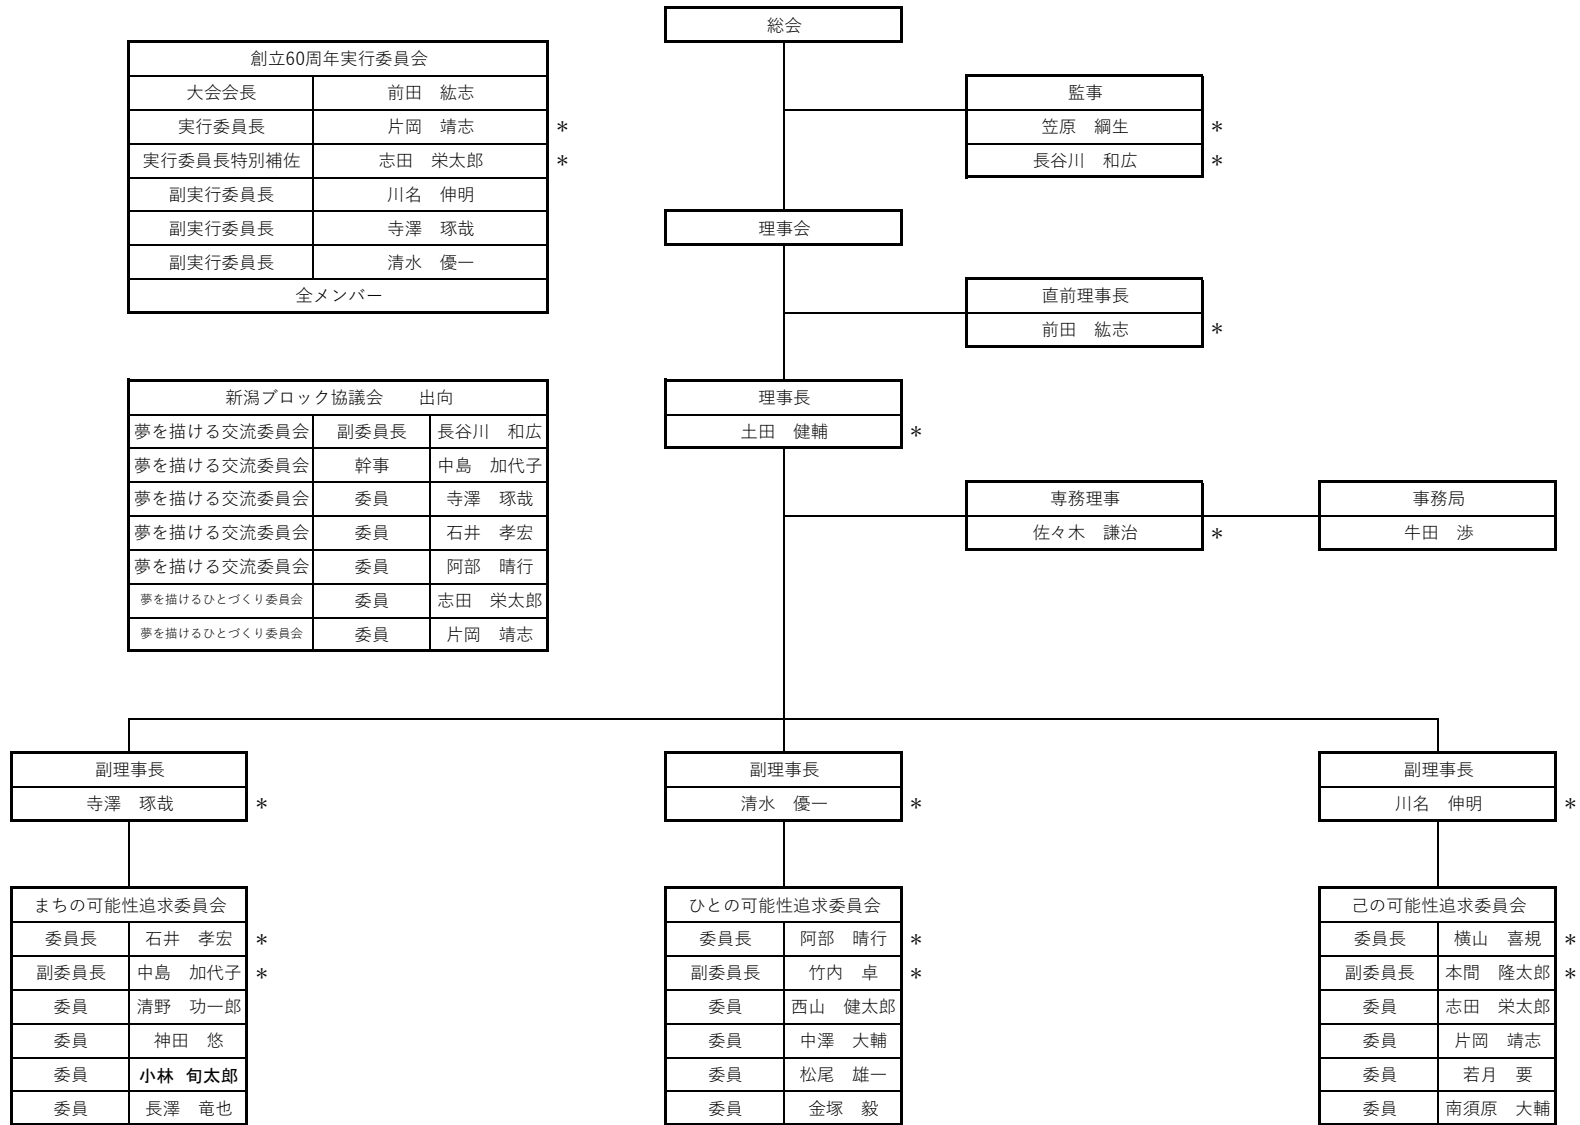 総会
創立60周年実行委員会
大会会長 前田 紘志
実行委員長 片岡 靖志 *
実行委員長特別補佐 志田 栄太郎 *
副実行委員長 川名 伸明
副実行委員長 寺澤 琢哉
副実行委員長 清水 優一
全メンバー
監事
笠原 綱生 *
長谷川 和広 *
理事会
直前理事長
前田 紘志 *
新潟ブロック協議会 出向
夢を描ける交流委員会 副委員長 長谷川 和広
夢を描ける交流委員会 幹事 中島 加代子
夢を描ける交流委員会 委員 寺澤 琢哉
夢を描ける交流委員会 委員 石井 孝宏
夢を描ける交流委員会 委員 阿部 晴行
夢を描けるひとづくり委員会 委員 志田 栄太郎
夢を描けるひとづくり委員会 委員 片岡 靖志
理事長
土田 健輔 *
専務理事
佐々木 謙治 *
事務局
牛田 渉
副理事長
寺澤 琢哉 *
副理事長
清水 優一 *
副理事長
川名 伸明 *
まちの可能性追求委員会
委員長 石井 孝宏 *
副委員長 中島 加代子 *
委員 清野 功一郎
委員 神田 悠
委員 小林 旬太郎
委員 長澤 竜也
ひとの可能性追求委員会
委員長 阿部 晴行 *
副委員長 竹内 卓 *
委員 西山 健太郎
委員 中澤 大輔
委員 松尾 雄一
委員 金塚 毅
己の可能性追求委員会
委員長 横山 喜規 *
副委員長 本間 隆太郎 *
委員 志田 栄太郎
委員 片岡 靖志
委員 若月 要
委員 南須原 大輔